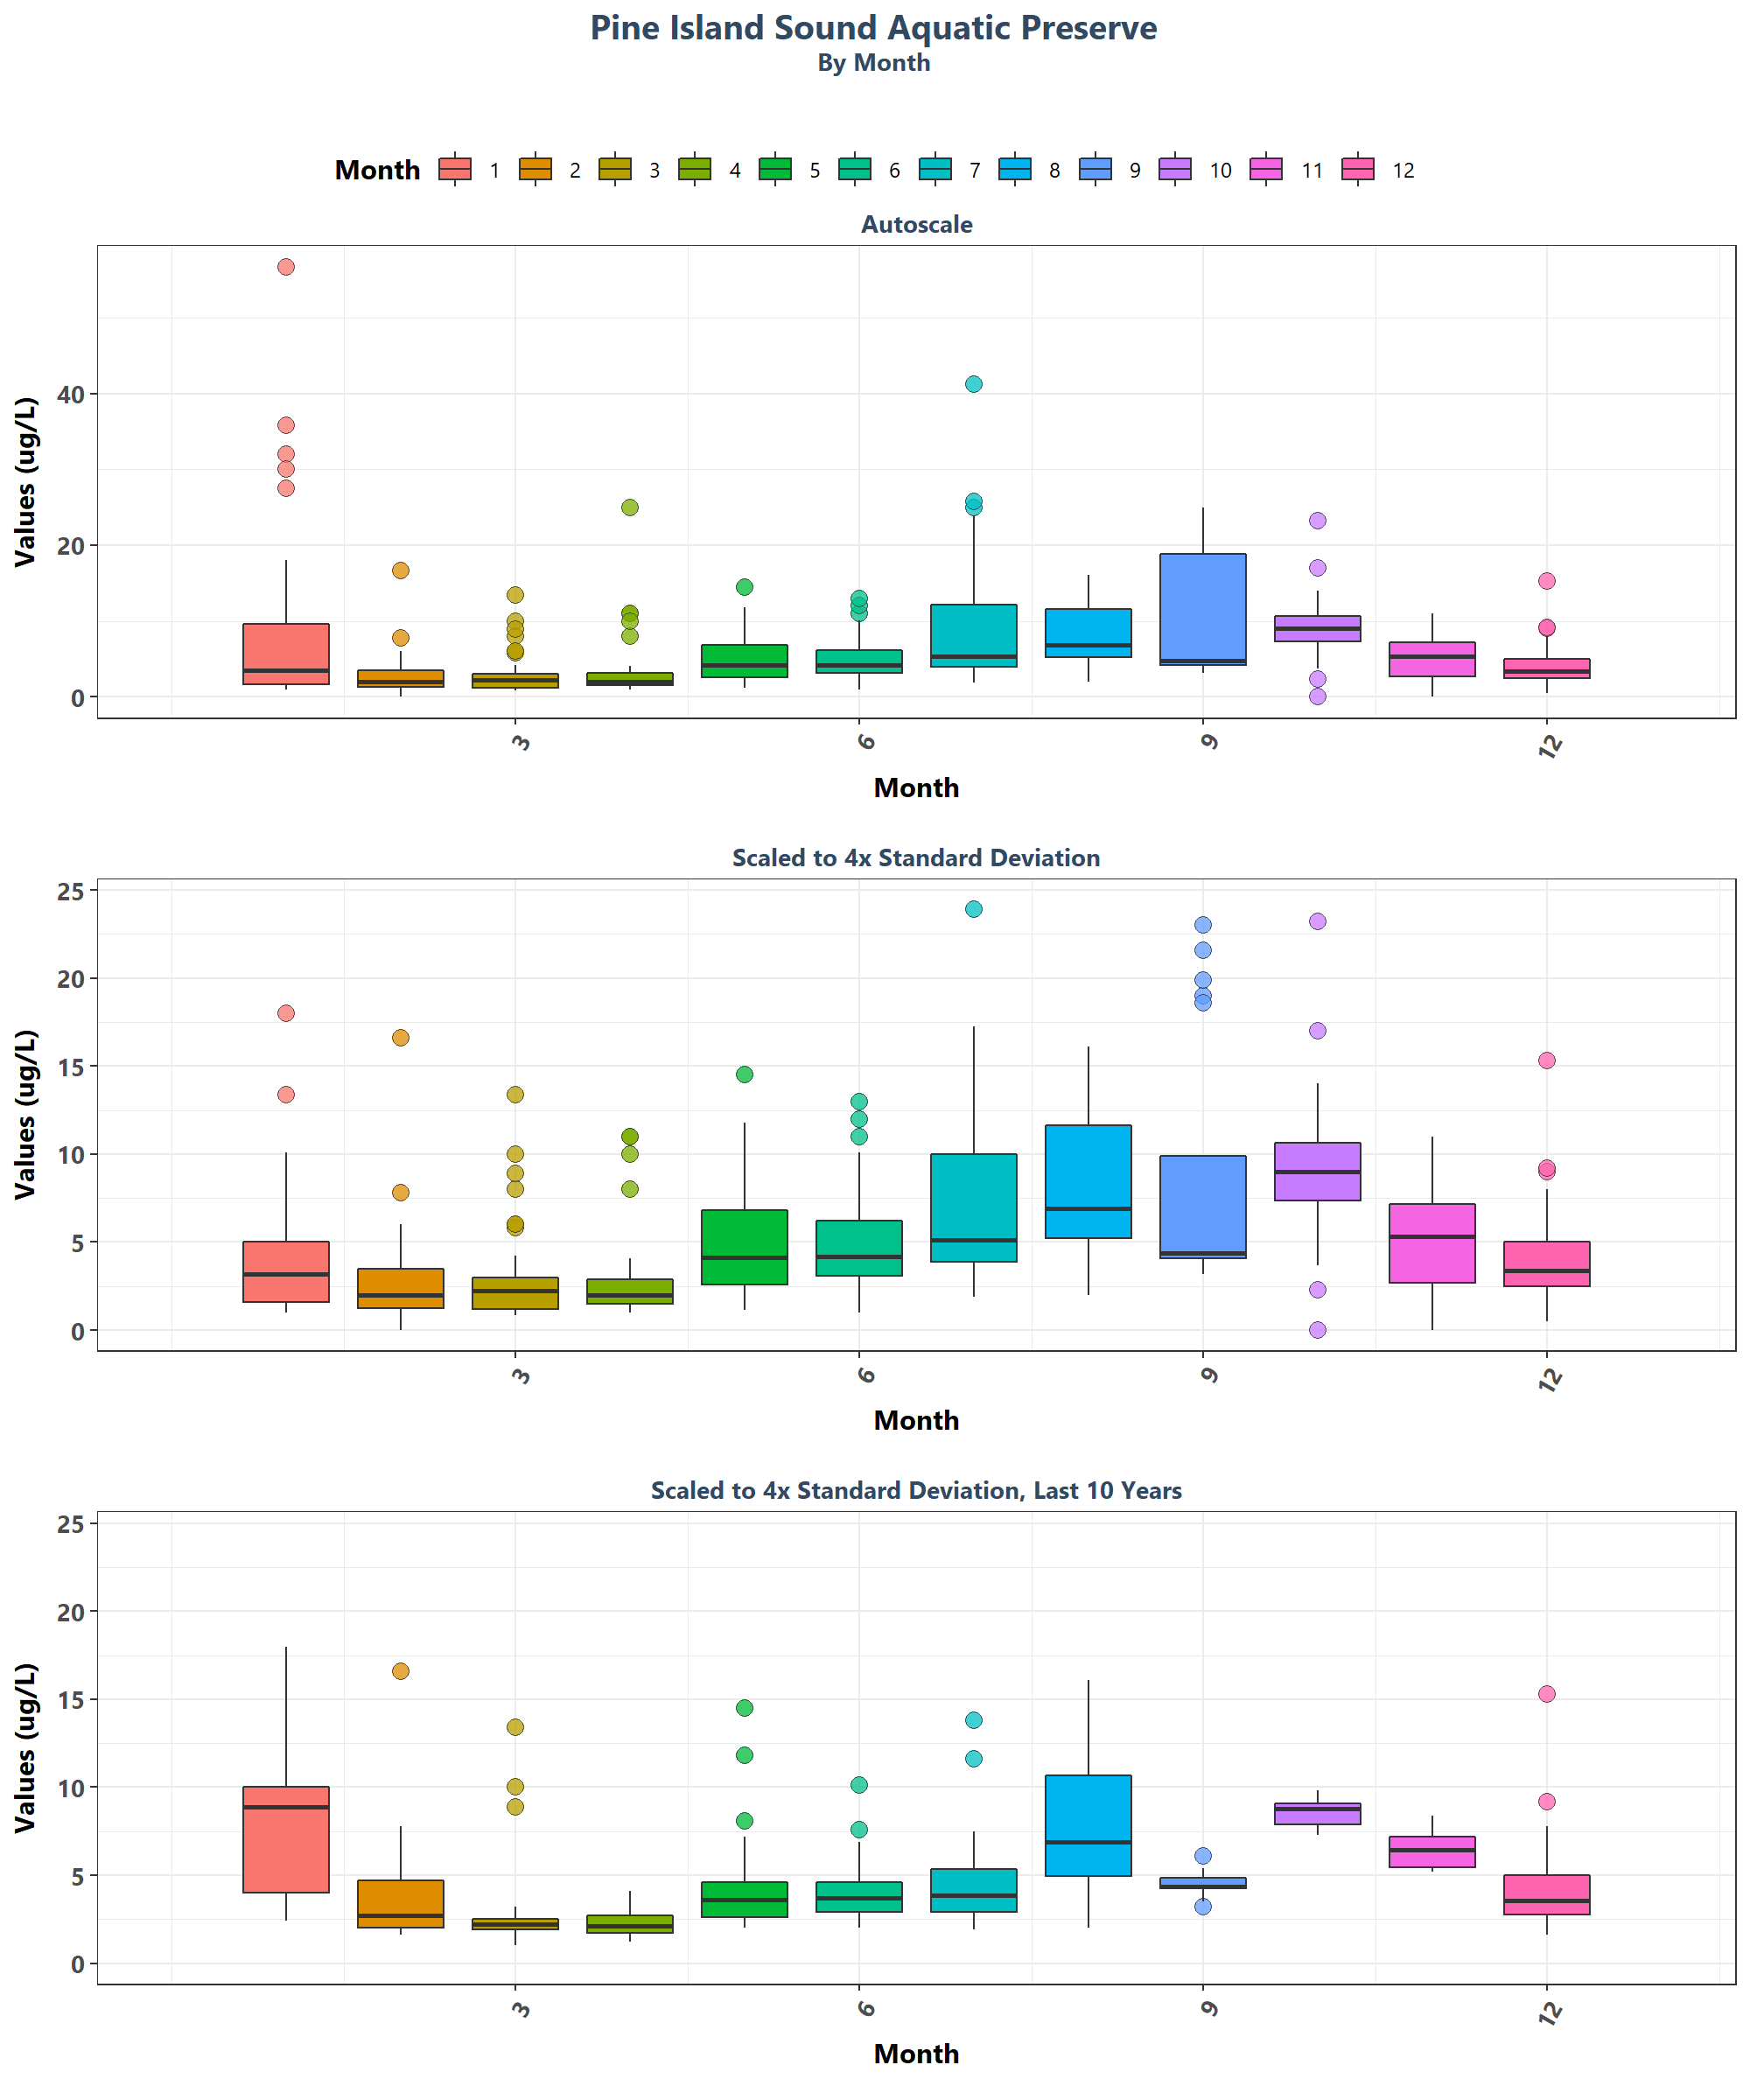 Pine Island Sound Aquatic Preserve
By Month
Month 1 2 3 4 5 6 7 8 9 10 11 12
Autoscale
Values (ug/L)
40
20
0
3 6 9 12
Month
Scaled to 4x Standard Deviation
Values (ug/L)
25
20
15
10
5
0
3 6 9 12
Month
Scaled to 4x Standard Deviation, Last 10 Years
Values (ug/L)
25
20
15
10
5
0
3 6 9 12
Month